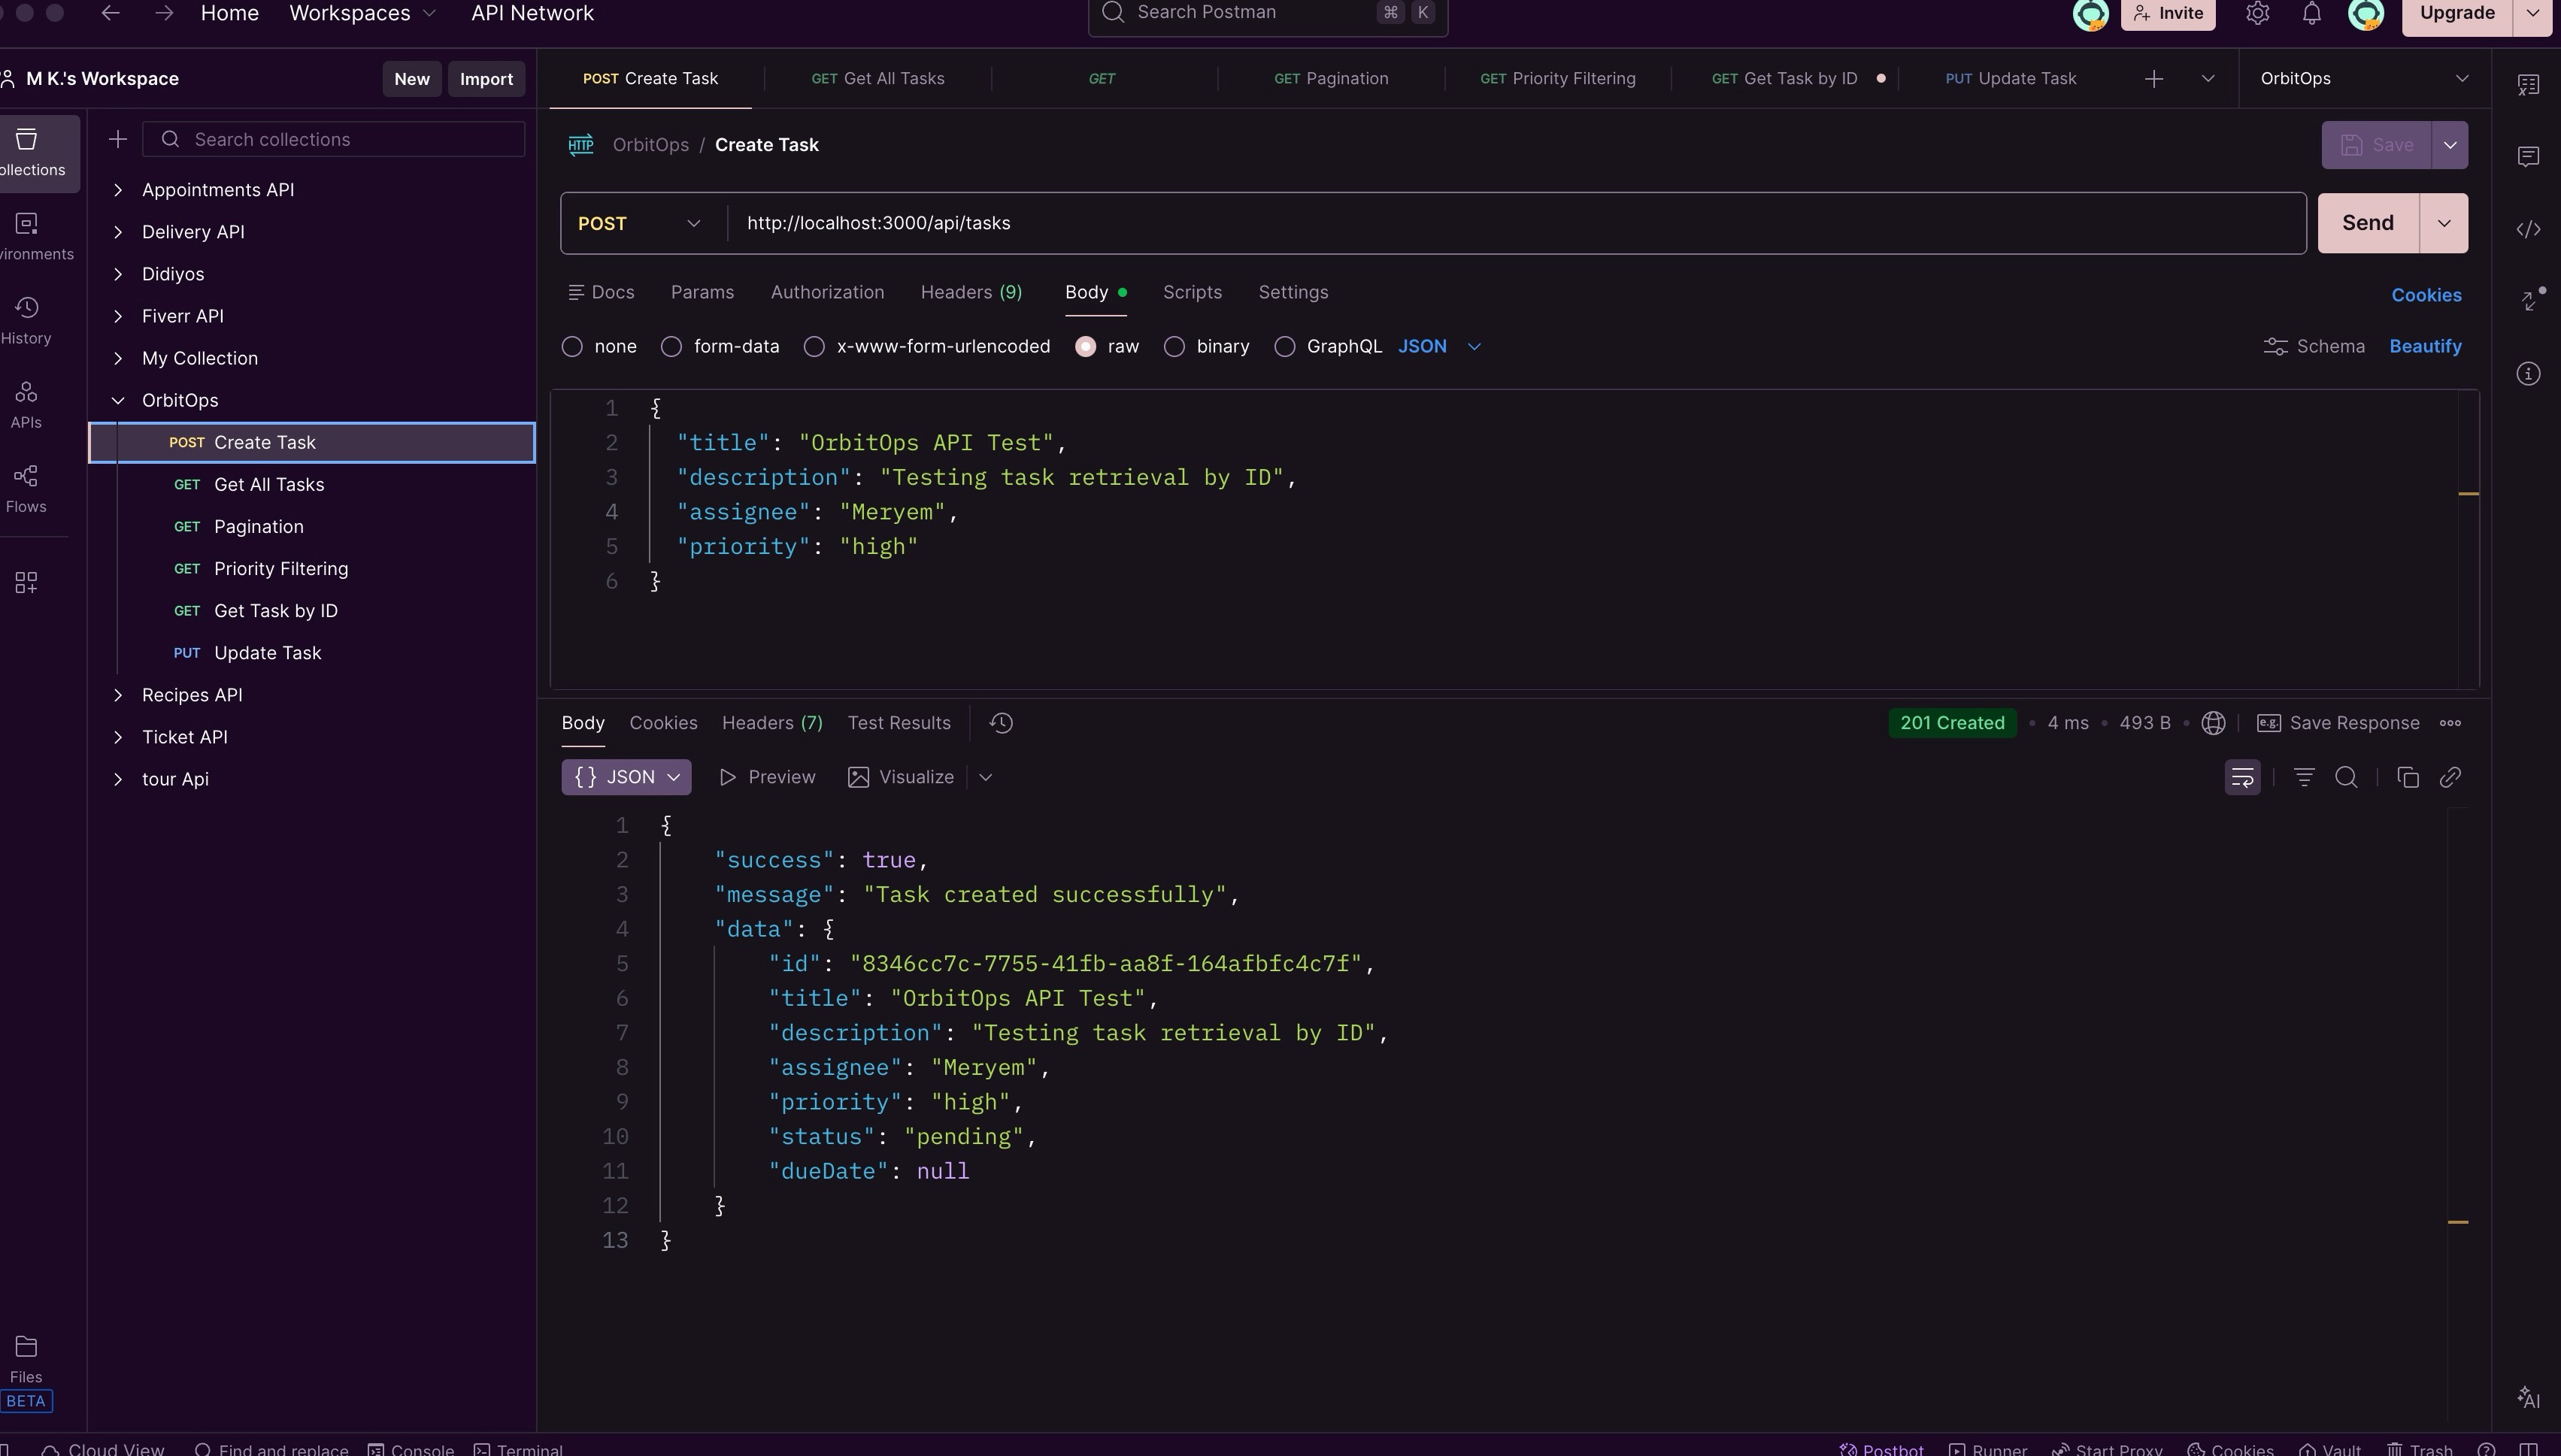 Home Workspaces API Network
Search Postman ⌘ K
Invite Upgrade
M K.'s Workspace New Import
POST Create Task GET Get All Tasks GET GET Pagination GET Priority Filtering GET Get Task by ID PUT Update Task OrbitOps
ollections
vironments
History
APIs
Flows
Files
BETA
Search collections
Appointments API
Delivery API
Didiyos
Fiverr API
My Collection
OrbitOps
POST Create Task
GET Get All Tasks
GET Pagination
GET Priority Filtering
GET Get Task by ID
PUT Update Task
Recipes API
Ticket API
tour Api
HTTP OrbitOps / Create Task Save
POST http://localhost:3000/api/tasks Send
Docs Params Authorization Headers (9) Body Scripts Settings Cookies
none form-data x-www-form-urlencoded raw binary GraphQL JSON Schema Beautify
1 {
2 "title": "OrbitOps API Test",
3 "description": "Testing task retrieval by ID",
4 "assignee": "Meryem",
5 "priority": "high"
6 }
Body Cookies Headers (7) Test Results 201 Created • 4 ms • 493 B • e.g. Save Response
{} JSON Preview Visualize
1 {
2 "success": true,
3 "message": "Task created successfully",
4 "data": {
5 "id": "8346cc7c-7755-41fb-aa8f-164afbfc4c7f",
6 "title": "OrbitOps API Test",
7 "description": "Testing task retrieval by ID",
8 "assignee": "Meryem",
9 "priority": "high",
10 "status": "pending",
11 "dueDate": null
12 }
13 }
AI
Cloud View Find and replace Console Terminal Postbot Runner Start Proxy Cookies Vault Trash